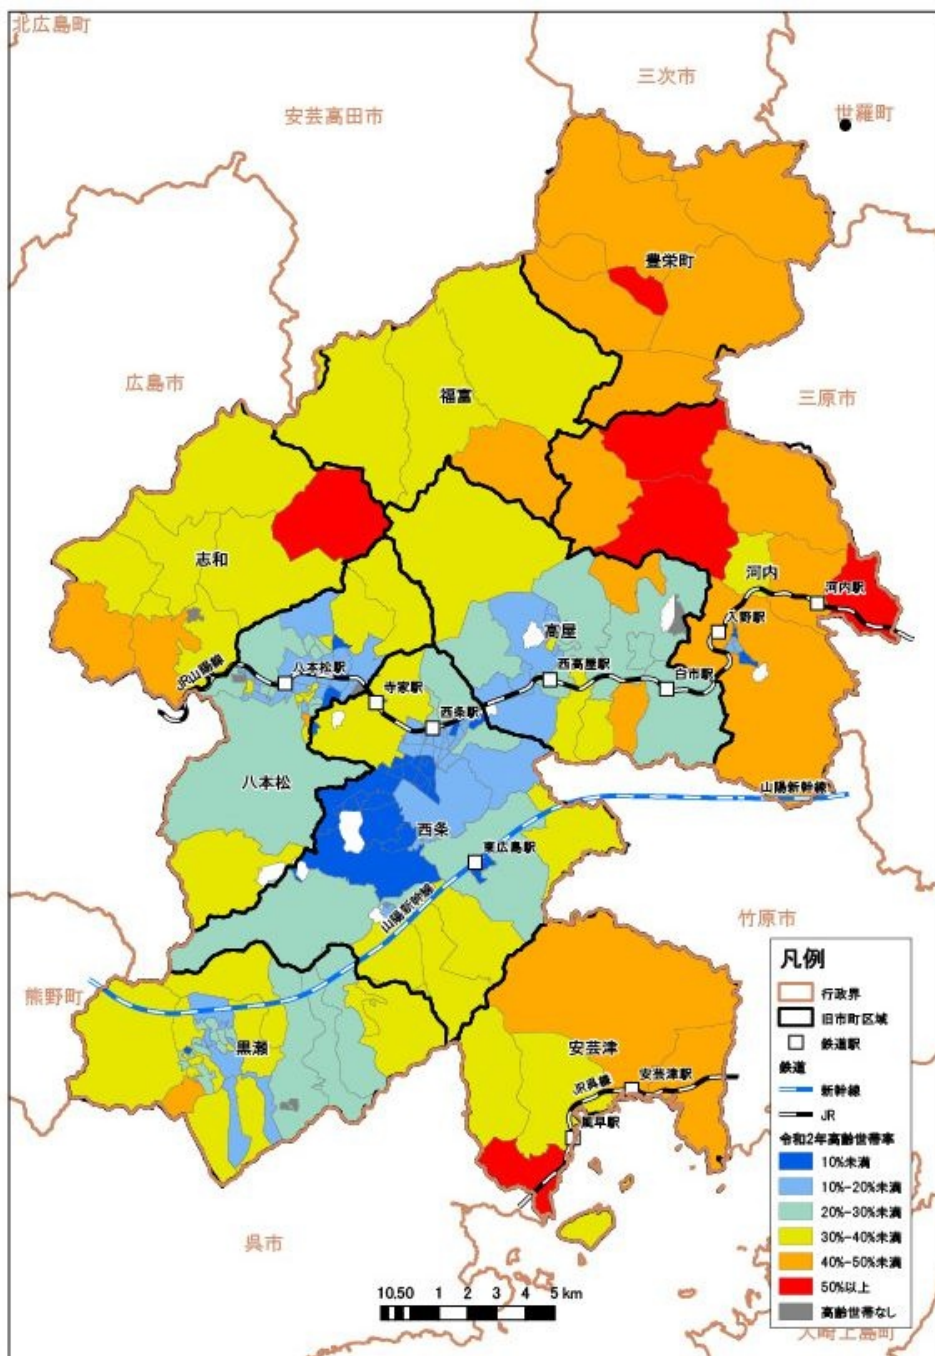 北広島町
三次市
世羅町
安芸高田市
豊栄町
広島市
三原市
福富
志和
河内
河内駅
入野駅
高屋
JR山陽線
八本松駅
西高屋駅
白市駅
寺家駅
西条駅
八本松
山陽新幹線
西条
東広島駅
山陽新幹線
竹原市
熊野町
黒瀬
安芸津
安芸津駅
JR呉線
風早駅
呉市
大崎上島町
凡例
行政界
旧市町区域
鉄道駅
鉄道
新幹線
JR
令和2年高齢世帯率
10%未満
10%-20%未満
20%-30%未満
30%-40%未満
40%-50%未満
50%以上
高齢世帯なし
10.50 1 2 3 4 5 km